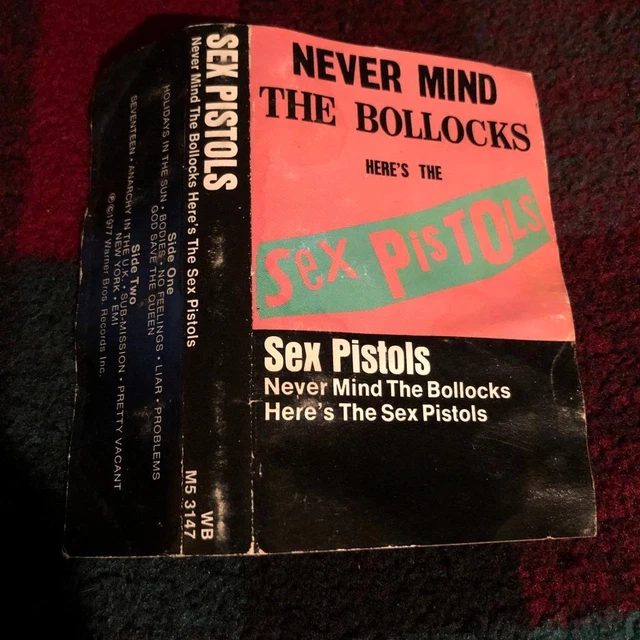 NEVER MIND
THE BOLLOCKS
HERE'S THE
Sex PisTOLs
Sex Pistols
Never Mind The Bollocks
Here's The Sex Pistols
SEX PISTOLS
Never Mind The Bollocks Here's The Sex Pistols
WB
M5 3147
Side One
HOLIDAYS IN THE SUN • BODIES • NO FEELINGS • LIAR • PROBLEMS
GOD SAVE THE QUEEN
Side Two
SEVENTEEN • ANARCHY IN THE U.K. • SUB-MISSION • PRETTY VACANT
NEW YORK • EMI
℗©1977 Warner Bros. Records Inc.